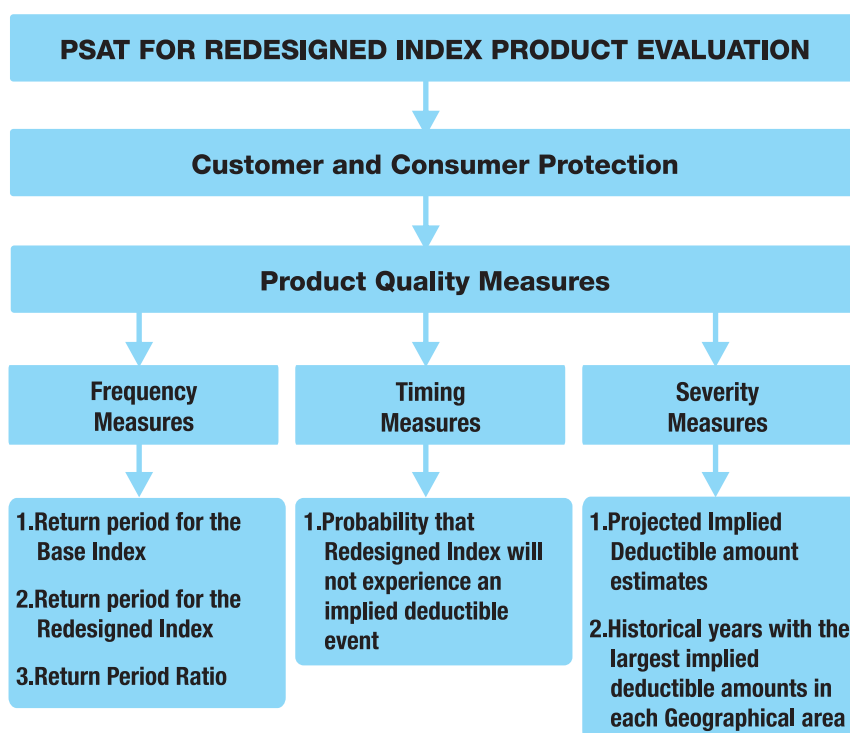 PSAT FOR REDESIGNED INDEX PRODUCT EVALUATION
Customer and Consumer Protection
Product Quality Measures
Frequency
Measures
1.Return period for the
Base Index
2.Return period for the
Redesigned Index
3.Return Period Ratio
Timing
Measures
1.Probability that
Redesigned Index will
not experience an
implied deductible
event
Severity
Measures
1.Projected Implied
Deductible amount
estimates
2.Historical years with the
largest implied
deductible amounts in
each Geographical area